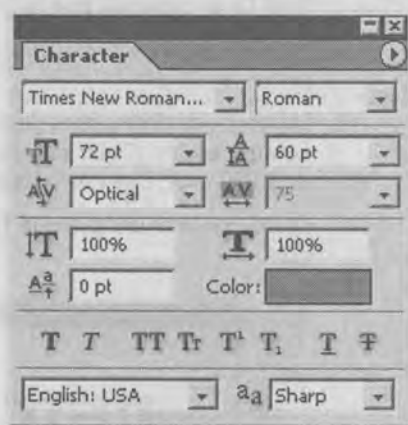 Character
Times New Roman... Roman
T T 72 pt A A 60 pt
A V Optical AV 75
T 100% T 100%
A a 0 pt Color:
T T TT Tr T¹ T₁ T T
English: USA aa Sharp